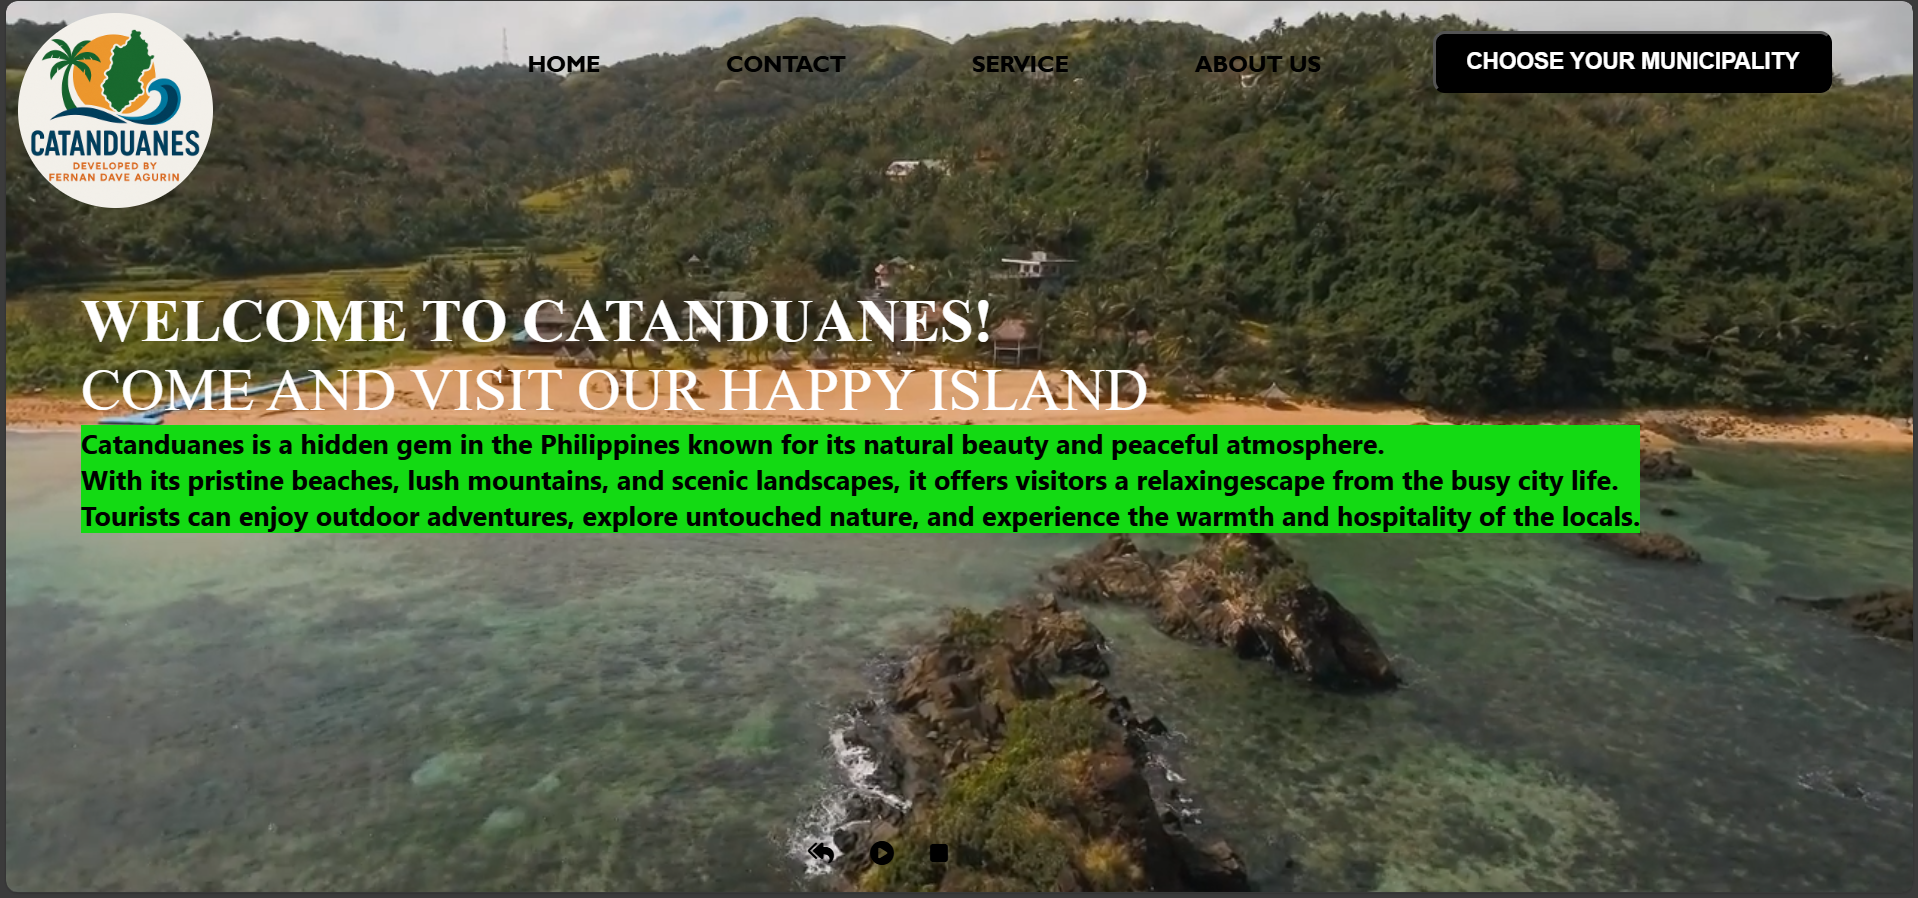 CATANDUANES
DEVELOPED BY
FERNAN DAVE AGURIN
HOME
CONTACT
SERVICE
ABOUT US
CHOOSE YOUR MUNICIPALITY
WELCOME TO CATANDUANES!
COME AND VISIT OUR HAPPY ISLAND
Catanduanes is a hidden gem in the Philippines known for its natural beauty and peaceful atmosphere.
With its pristine beaches, lush mountains, and scenic landscapes, it offers visitors a relaxingescape from the busy city life.
Tourists can enjoy outdoor adventures, explore untouched nature, and experience the warmth and hospitality of the locals.